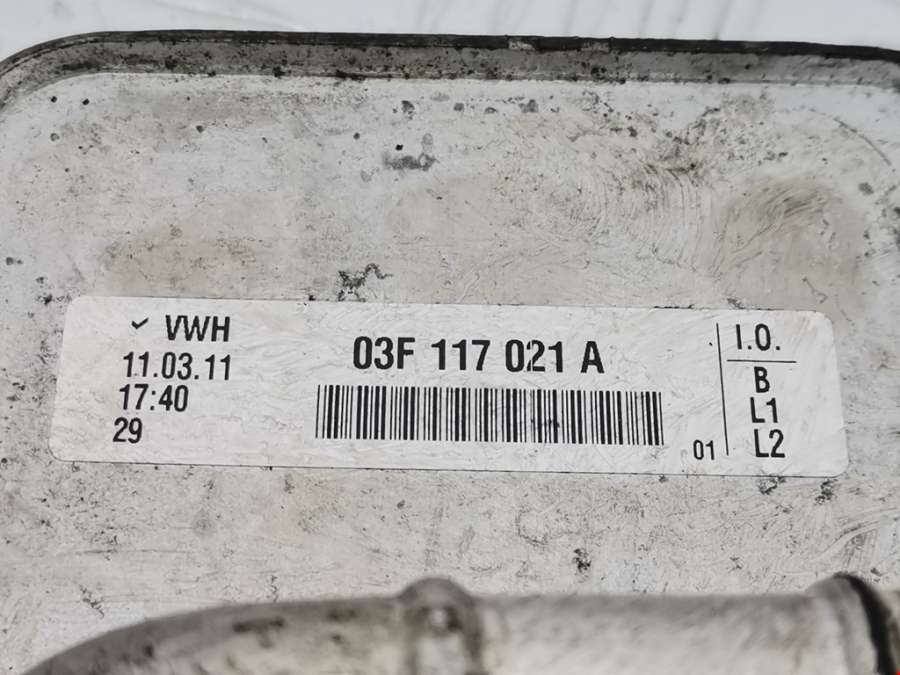 ✓ VWH
11.03.11
17:40
29
03F 117 021 A
01
I.O.
B
L1
L2